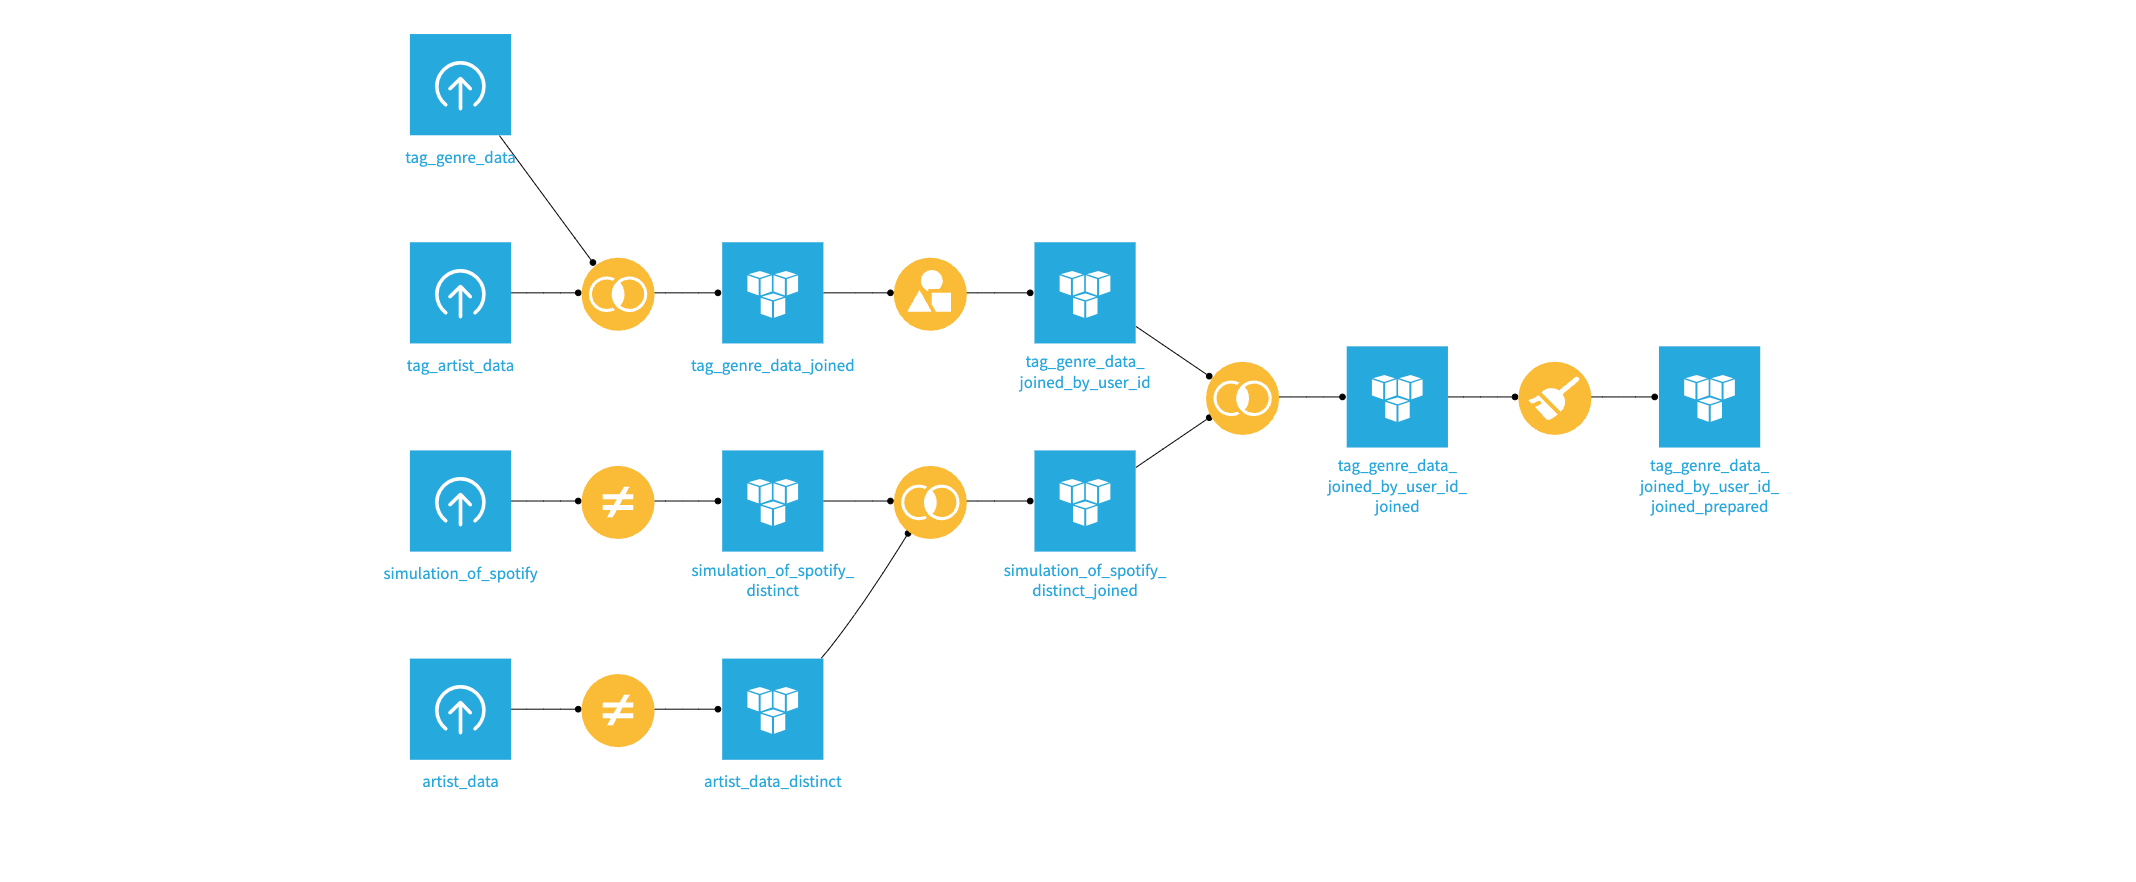 tag_genre_data
tag_artist_data
tag_genre_data_joined
tag_genre_data_
joined_by_user_id
simulation_of_spotify
simulation_of_spotify_
distinct
simulation_of_spotify_
distinct_joined
tag_genre_data_
joined_by_user_id_
joined
tag_genre_data_
joined_by_user_id_
joined_prepared
artist_data
artist_data_distinct